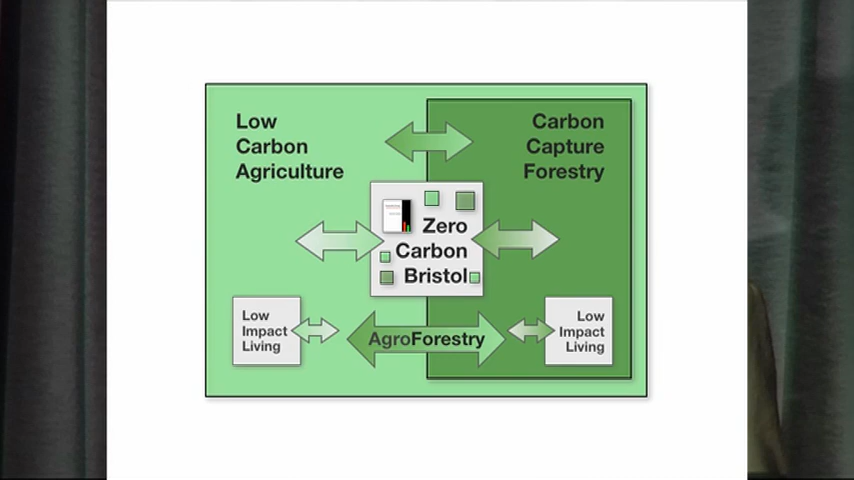 Low
Carbon
Agriculture
Carbon
Capture
Forestry
Zero
Carbon
Bristol
Low
Impact
Living
AgroForestry
Low
Impact
Living